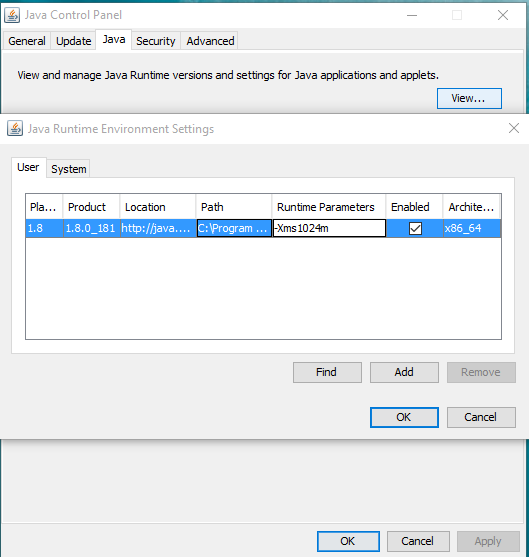 Java Control Panel
General Update Java Security Advanced
View and manage Java Runtime versions and settings for Java applications and applets.
View...
Java Runtime Environment Settings
User System
Pla... Product Location Path Runtime Parameters Enabled Archite...
1.8 1.8.0_181 http://java.... C:\Program ... -Xms1024m x86_64
Find Add Remove
OK Cancel
OK Cancel Apply